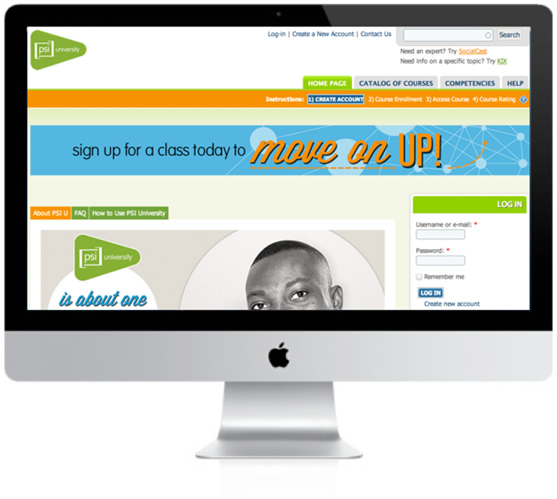 [psi] university
Log-in | Create a New Account | Contact Us
Search
Need an expert? Try SocialCast
Need info on a specific topic? Try KIX
HOME PAGE CATALOG OF COURSES COMPETENCIES HELP
Instructions: 1) CREATE ACCOUNT 2) Course Enrollment 3) Access Course 4) Course Rating ?
sign up for a class today to move on UP!
About PSI U FAQ How to Use PSI University
LOG IN
Username or e-mail: *
Password: *
Remember me
LOG IN
Create new account
[psi] university
is about one